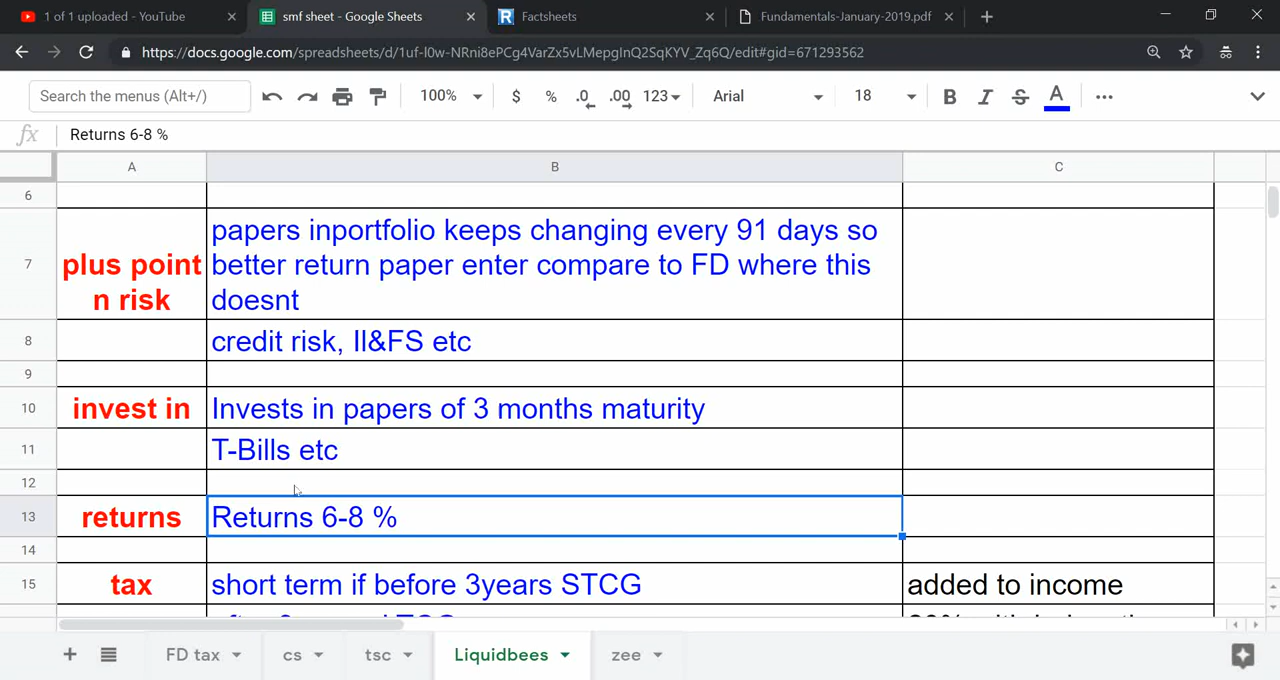 1 of 1 uploaded - YouTube
smf sheet - Google Sheets
Factsheets
Fundamentals-January-2019.pdf
https://docs.google.com/spreadsheets/d/1uf-I0w-NRni8ePCg4VarZx5vLMepgInQ2SqKYV_Zq6Q/edit#gid=671293562
Search the menus (Alt+/)
100%
$
%
.0
.00
123
Arial
18
B
I
S
A
fx
Returns 6-8 %
A
B
C
6
7
plus point
n risk
papers inportfolio keeps changing every 91 days so
better return paper enter compare to FD where this
doesnt
8
credit risk, Il&FS etc
9
10
invest in
Invests in papers of 3 months maturity
11
T-Bills etc
12
13
returns
Returns 6-8 %
14
15
tax
short term if before 3years STCG
added to income
FD tax
cs
tsc
Liquidbees
zee